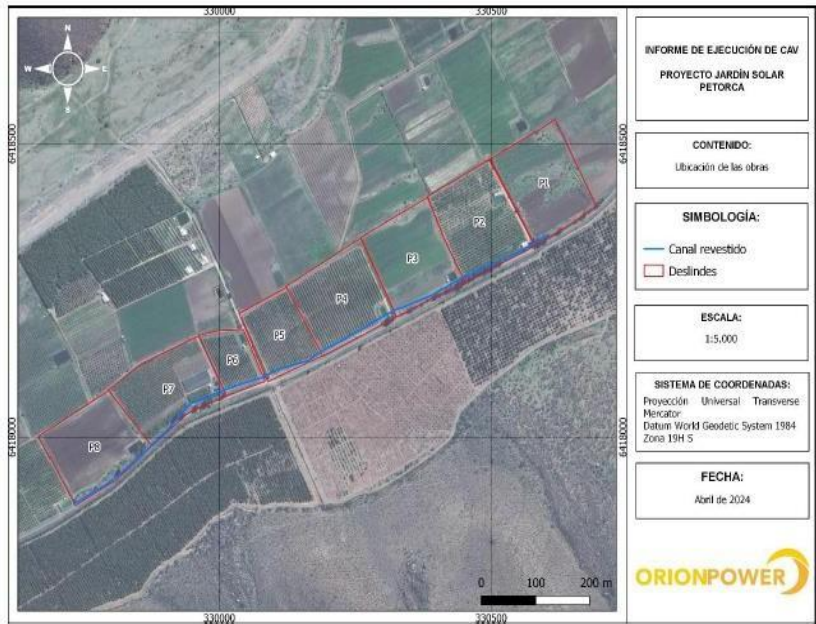 330000
330500
N
W
E
S
6418500
6418500
P1
P2
P3
P4
P5
P6
P7
P8
6418000
6418000
0 100 200 m
330000
330500
INFORME DE EJECUCIÓN DE CAV
PROYECTO JARDÍN SOLAR
PETORCA
CONTENIDO:
Ubicación de las obras
SIMBOLOGÍA:
Canal revestido
Deslindes
ESCALA:
1:5.000
SISTEMA DE COORDENADAS:
Proyección Universal Transverse
Mercator
Datum World Geodetic System 1984
Zona 19H S
FECHA:
Abril de 2024
ORIONPOWER